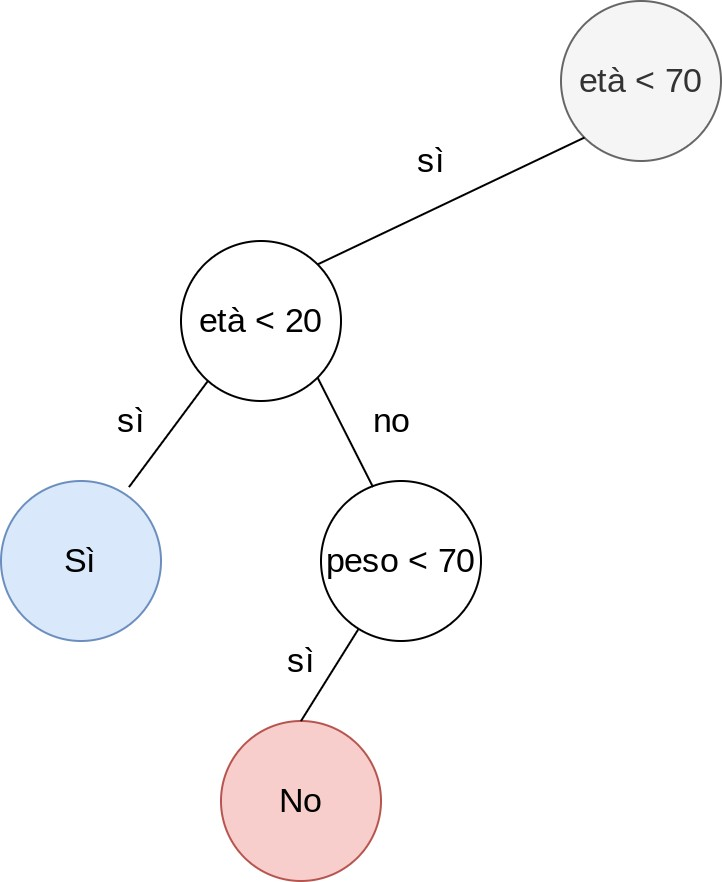 età < 70
sì
età < 20
sì
no
Sì
peso < 70
sì
No